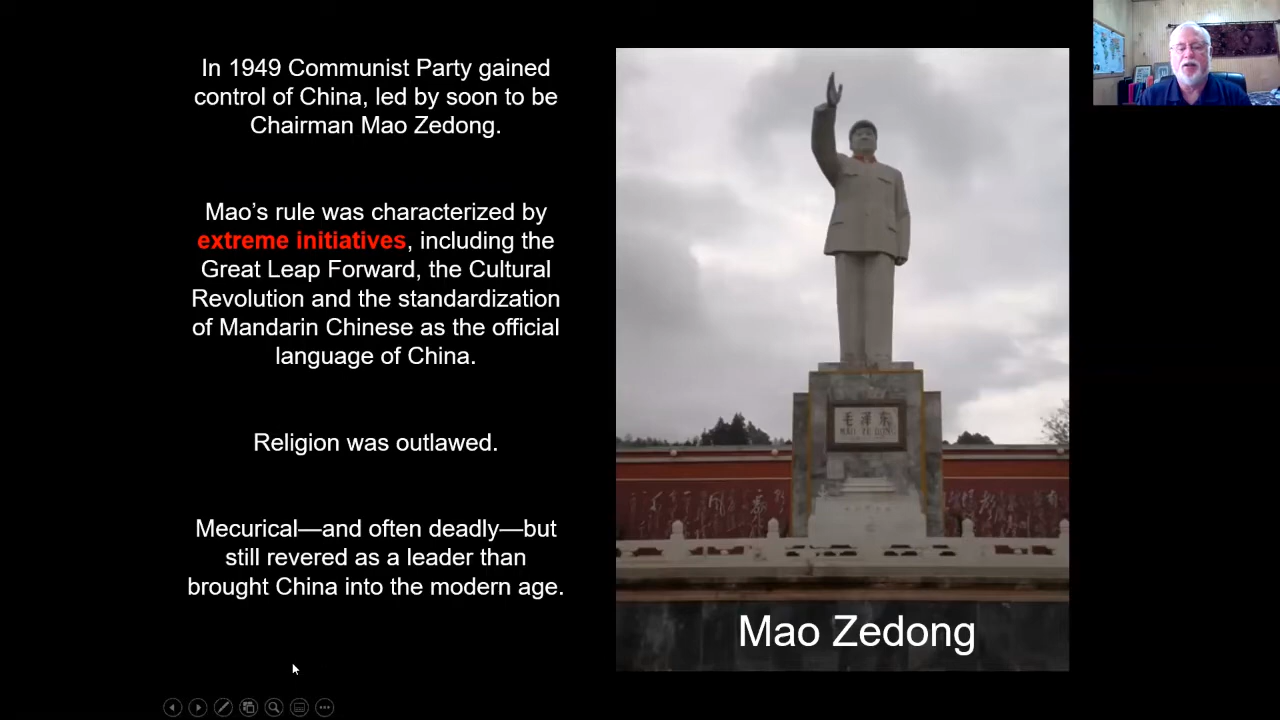 In 1949 Communist Party gained
control of China, led by soon to be
Chairman Mao Zedong.
Mao’s rule was characterized by
extreme initiatives, including the
Great Leap Forward, the Cultural
Revolution and the standardization
of Mandarin Chinese as the official
language of China.
Religion was outlawed.
Mecurical—and often deadly—but
still revered as a leader than
brought China into the modern age.
毛泽东
MAO ZE DONG
Mao Zedong